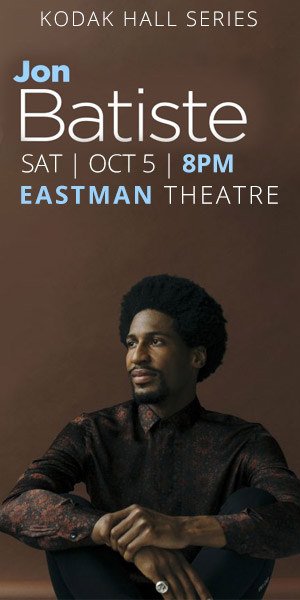 KODAK HALL SERIES
Jon
Batiste
SAT | OCT 5 | 8PM
EASTMAN THEATRE